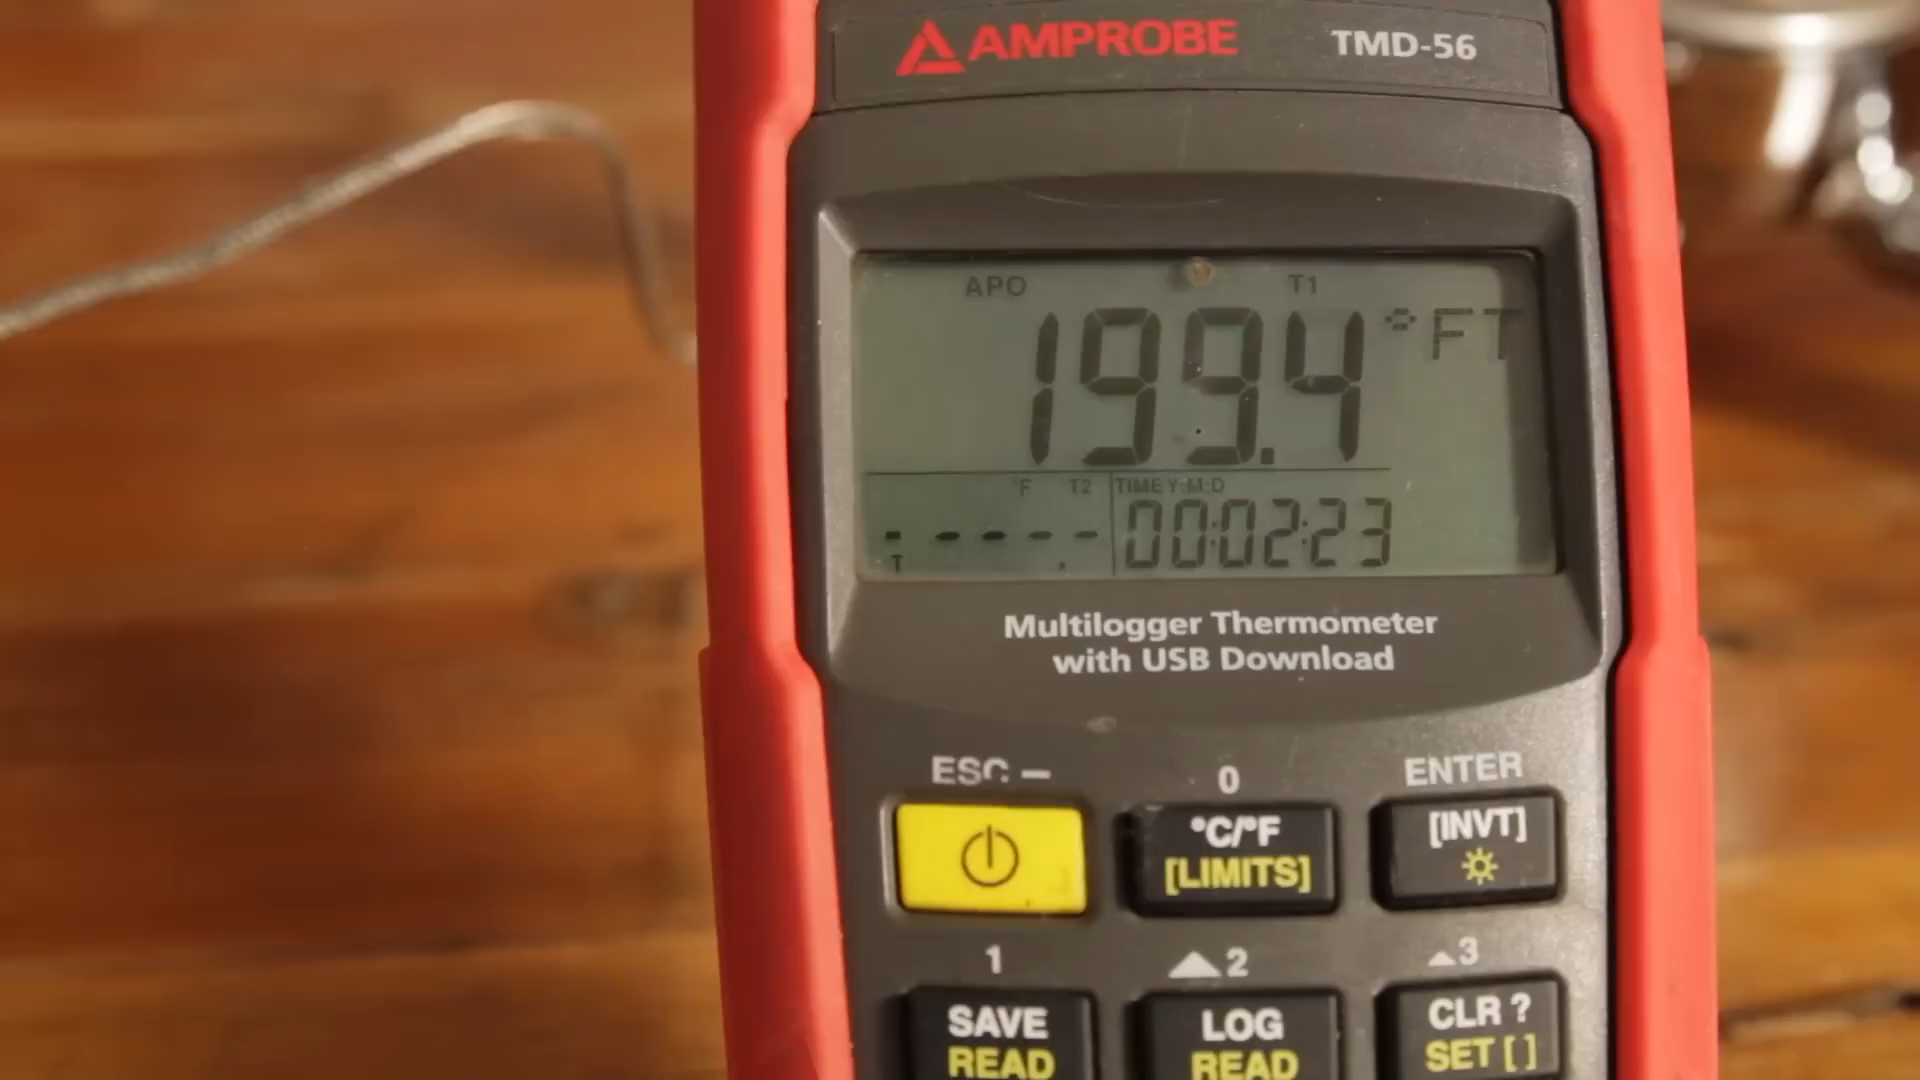 AMPROBE TMD-56
APO T1
199.4 °F T
°F T2 TIME Y:M:D
- - - - - 00:02:23
T
Multilogger Thermometer
with USB Download
ESC – 0 ENTER
°C/°F [INVT]
[LIMITS]
1 2 3
SAVE LOG CLR ?
READ READ SET [ ]